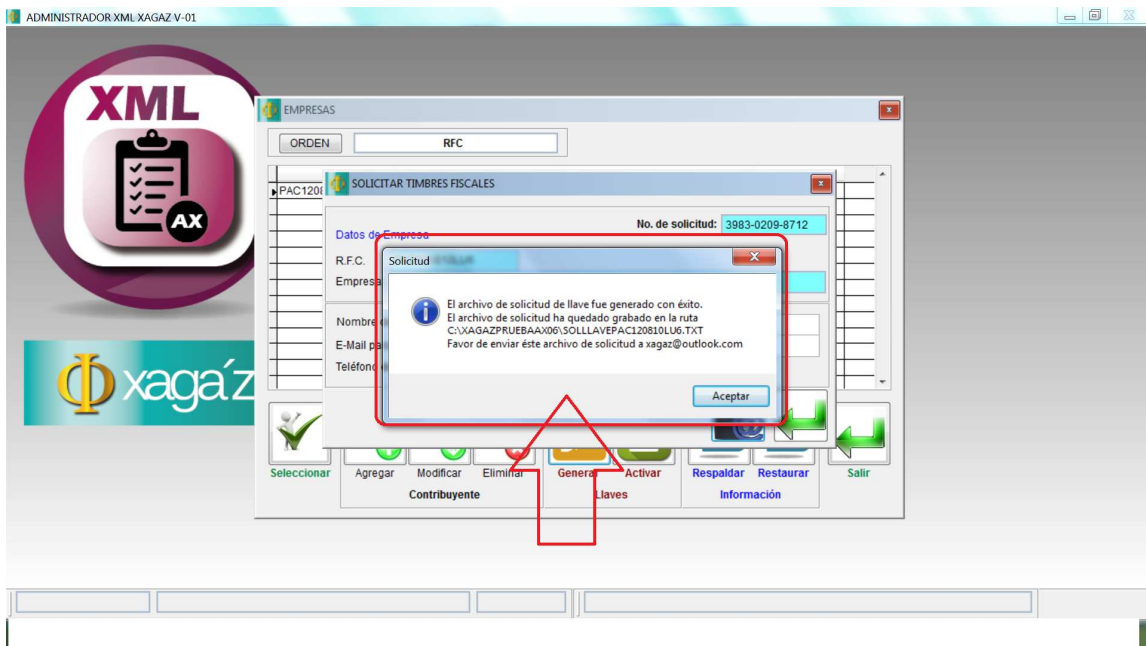 ADMINISTRADOR XML XAGAZ V-01
XML
AX
xagaz
EMPRESAS
ORDEN RFC
SOLICITAR TIMBRES FISCALES
No. de solicitud: 3983-0209-8712
Datos de Empresa
R.F.C.
Empresa
Nombre
E-Mail
Teléfono
Solicitud
El archivo de solicitud de llave fue generado con éxito.
El archivo de solicitud ha quedado grabado en la ruta
C:\XAGAZPRUEBAAX06\SOLLLAVEPAC120810LU6.TXT
Favor de enviar éste archivo de solicitud a xagaz@outlook.com
Aceptar
Seleccionar Agregar Modificar Eliminar Generar Activar Respaldar Restaurar Salir
Contribuyente Llaves Información